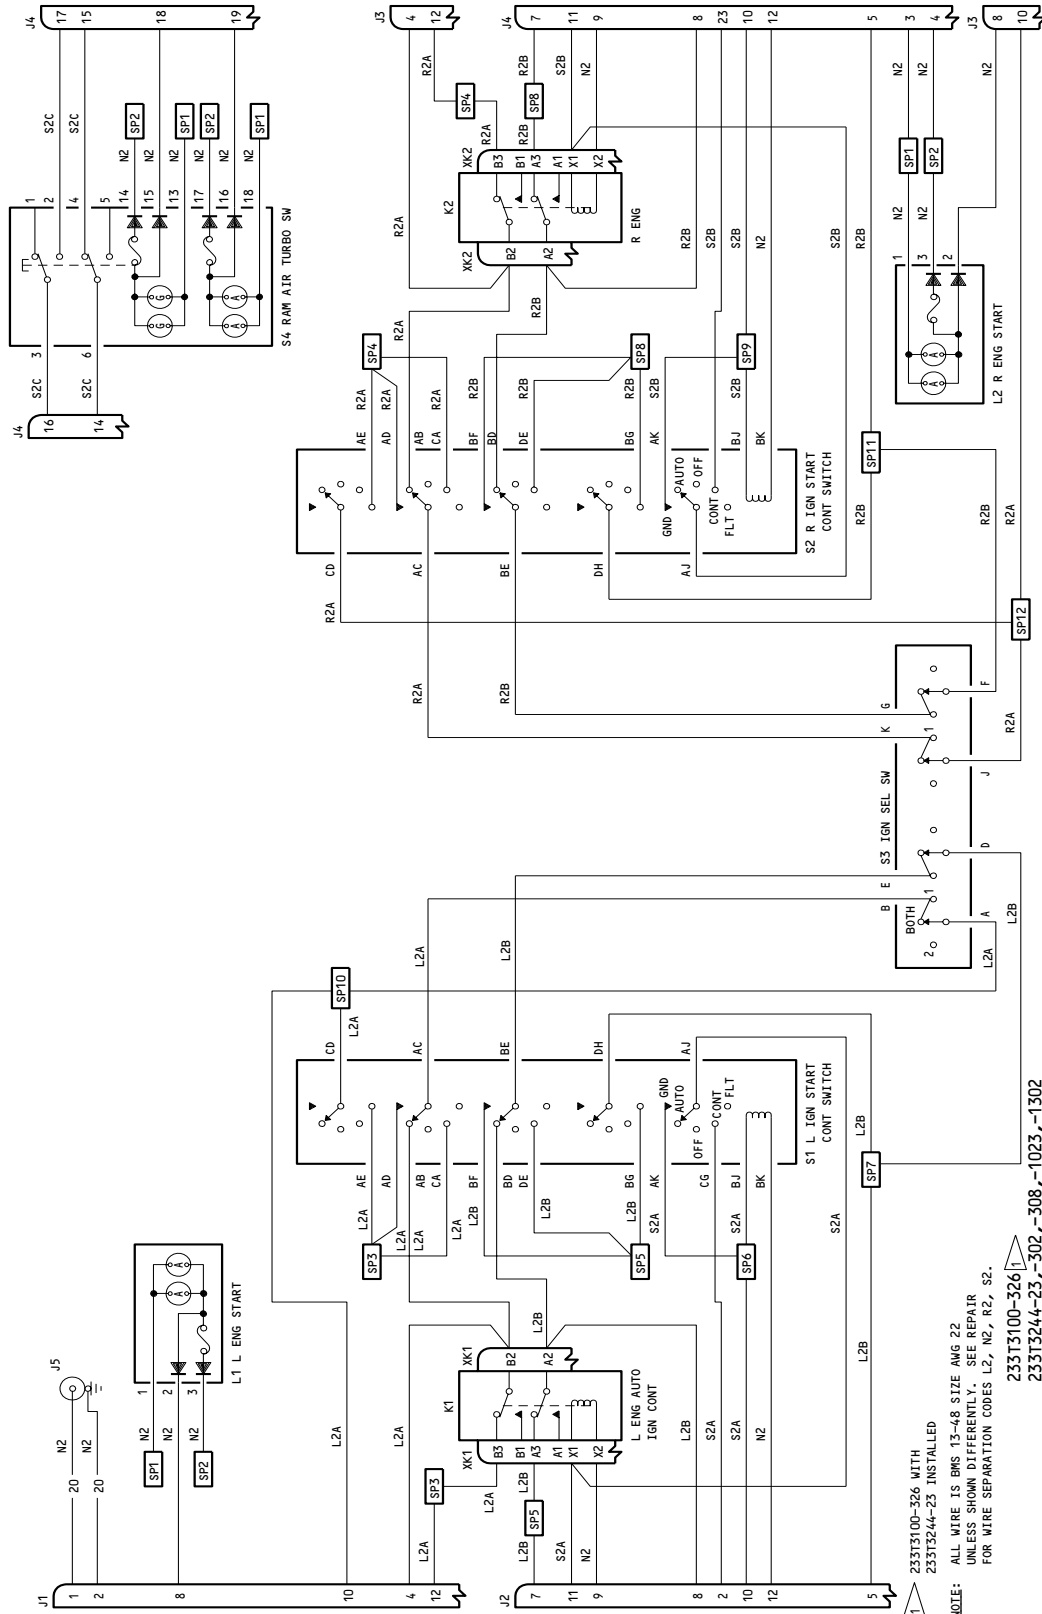 J1
1
2
8
10
4
12
J2
7
11
9
8
2
10
12
5
20
N2
20
N2
J5
SP1
N2
1
N2
2
SP2
N2
3
A
A
L1 L ENG START
L2A
L2A
L2A
SP3
L2A
L2B
SP5
L2B
S2A
N2
L2B
S2A
S2A
N2
L2B
S2A
XK1
B3
B1
A3
A1
X1
X2
K1
XK1
B2
A2
L ENG AUTO
IGN CONT
L2A
L2A
L2B
SP3
L2A
L2A
L2B
L2B
SP5
L2B
S2A
SP6
S2A
AE
AD
AB
CA
BF
BD
DE
BG
AK
CG
BJ
BK
GND
AUTO
OFF
CONT
FLT
S1 L IGN START
CONT SWITCH
CD
AC
BE
DH
AJ
L2A
SP10
L2A
L2B
L2B
SP7
L2A
L2B
S3 IGN SEL SW
BOTH
2
1
1
B
E
K
G
A
D
J
F
R2A
R2B
R2A
SP12
R2A
R2B
R2A
R2B
SP11
CD
AC
BE
DH
AJ
GND
AUTO
OFF
CONT
FLT
S2 R IGN START
CONT SWITCH
AE
AD
AB
CA
BF
BD
DE
BG
AK
BJ
BK
R2A
R2A
R2A
R2B
R2B
R2B
S2B
S2B
SP4
SP8
SP9
R2A
R2B
XK2
B2
A2
K2
R ENG
XK2
B3
B1
A3
A1
X1
X2
R2A
R2A
SP4
R2A
R2B
SP8
R2B
S2B
N2
R2B
S2B
S2B
N2
S2B
R2B
L2 R ENG START
A
A
1
3
2
N2
SP1
N2
N2
SP2
N2
N2
J3
4
12
J4
7
11
9
8
23
10
12
5
3
4
J3
8
10
J4
16
14
S2C
S2C
3
6
S4 RAM AIR TURBO SW
G
G
A
A
1
2
4
5
14
15
13
17
16
18
S2C
S2C
N2
SP2
N2
N2
SP1
N2
SP2
N2
N2
SP1
J4
17
15
18
19
1
233T3100-326 WITH
233T3244-23 INSTALLED
NOTE: ALL WIRE IS BMS 13-48 SIZE AWG 22
UNLESS SHOWN DIFFERENTLY. SEE REPAIR
FOR WIRE SEPARATION CODES L2, N2, R2, S2.
233T3100-326 1
233T3244-23,-302,-308,-1023,-1302